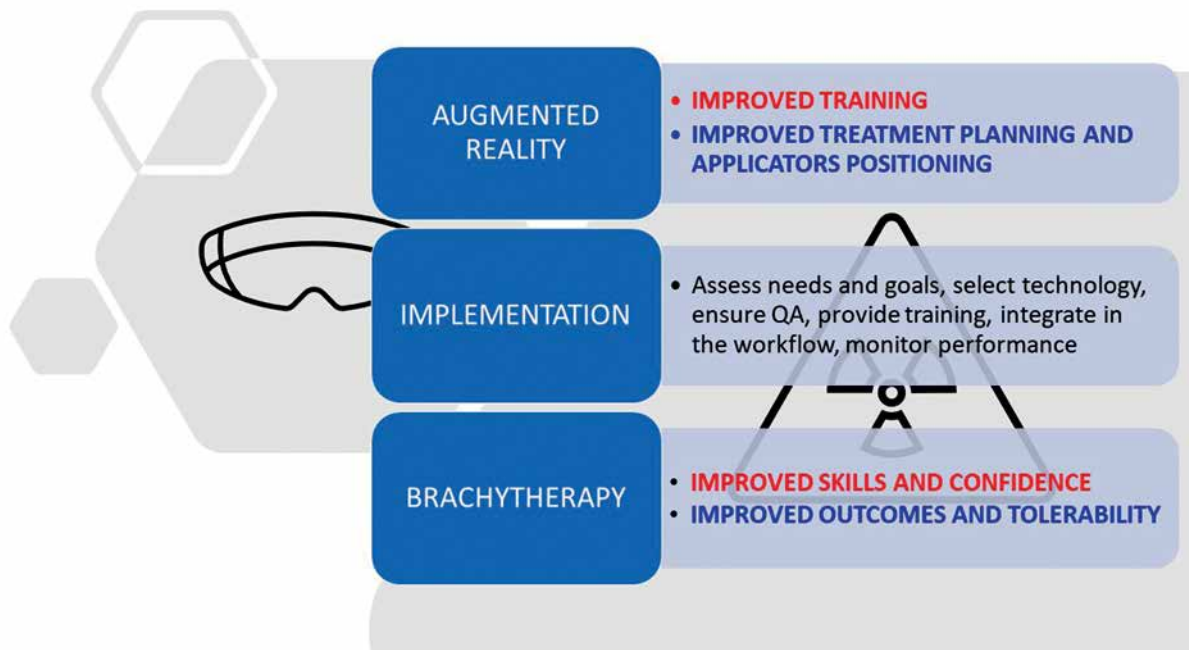 AUGMENTED
REALITY
• IMPROVED TRAINING
• IMPROVED TREATMENT PLANNING AND
APPLICATORS POSITIONING
IMPLEMENTATION
• Assess needs and goals, select technology,
ensure QA, provide training, integrate in
the workflow, monitor performance
BRACHYTHERAPY
• IMPROVED SKILLS AND CONFIDENCE
• IMPROVED OUTCOMES AND TOLERABILITY